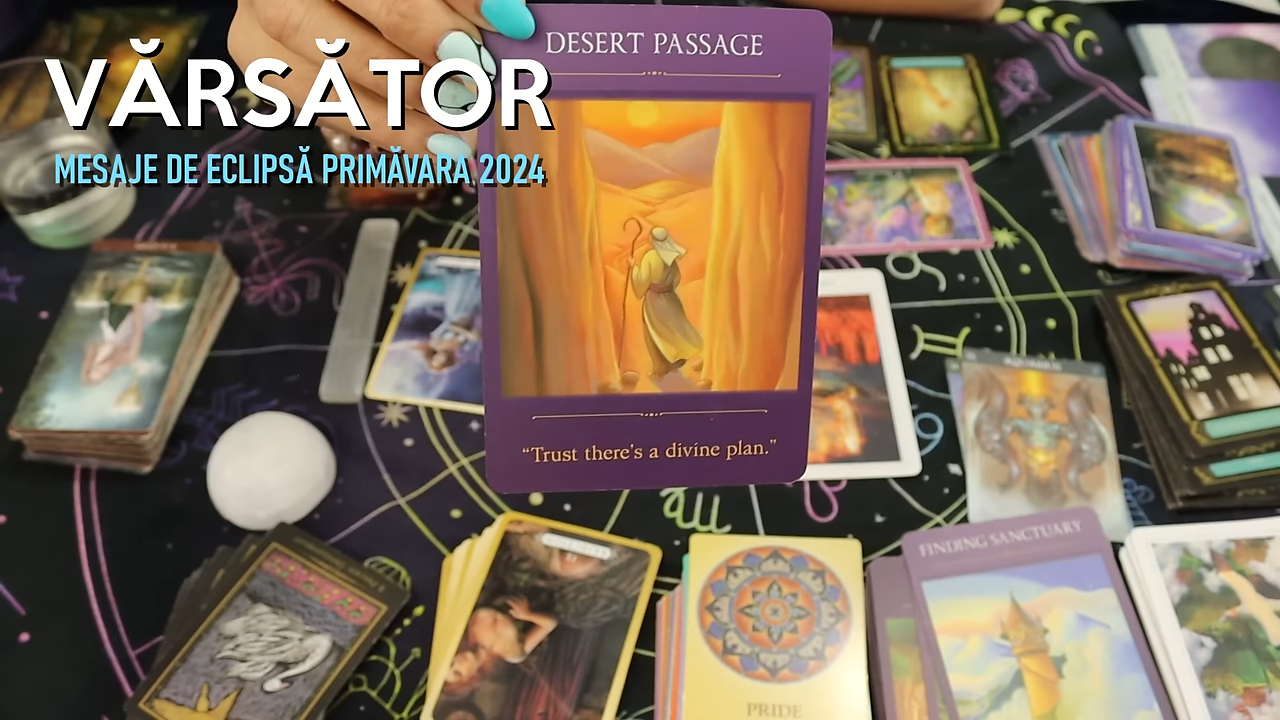 VĂRSĂTOR
MESAJE DE ECLIPSĂ PRIMĂVARA 2024
DESERT PASSAGE
“Trust there's a divine plan.”
FINDING SANCTUARY
PRIDE